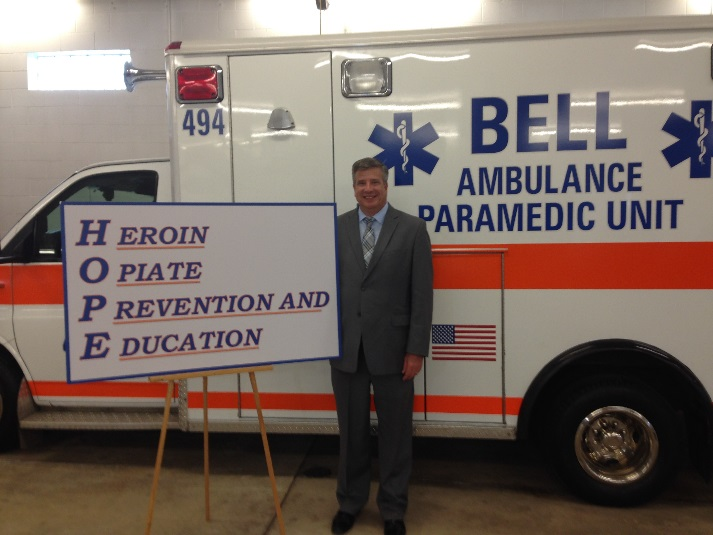 494
BELL
AMBULANCE
PARAMEDIC UNIT
HEROIN
OPIATE
PREVENTION AND
EDUCATION